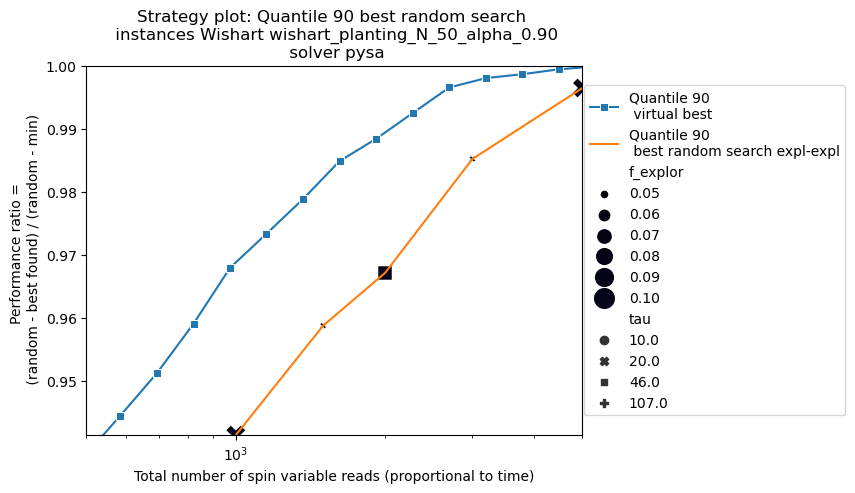 Strategy plot: Quantile 90 best random search
instances Wishart wishart_planting_N_50_alpha_0.90
solver pysa
Performance ratio =
(random - best found) / (random - min)
1.00
0.99
0.98
0.97
0.96
0.95
10^3
Total number of spin variable reads (proportional to time)
Quantile 90
virtual best
Quantile 90
best random search expl-expl
f_explor
0.05
0.06
0.07
0.08
0.09
0.10
tau
10.0
20.0
46.0
107.0